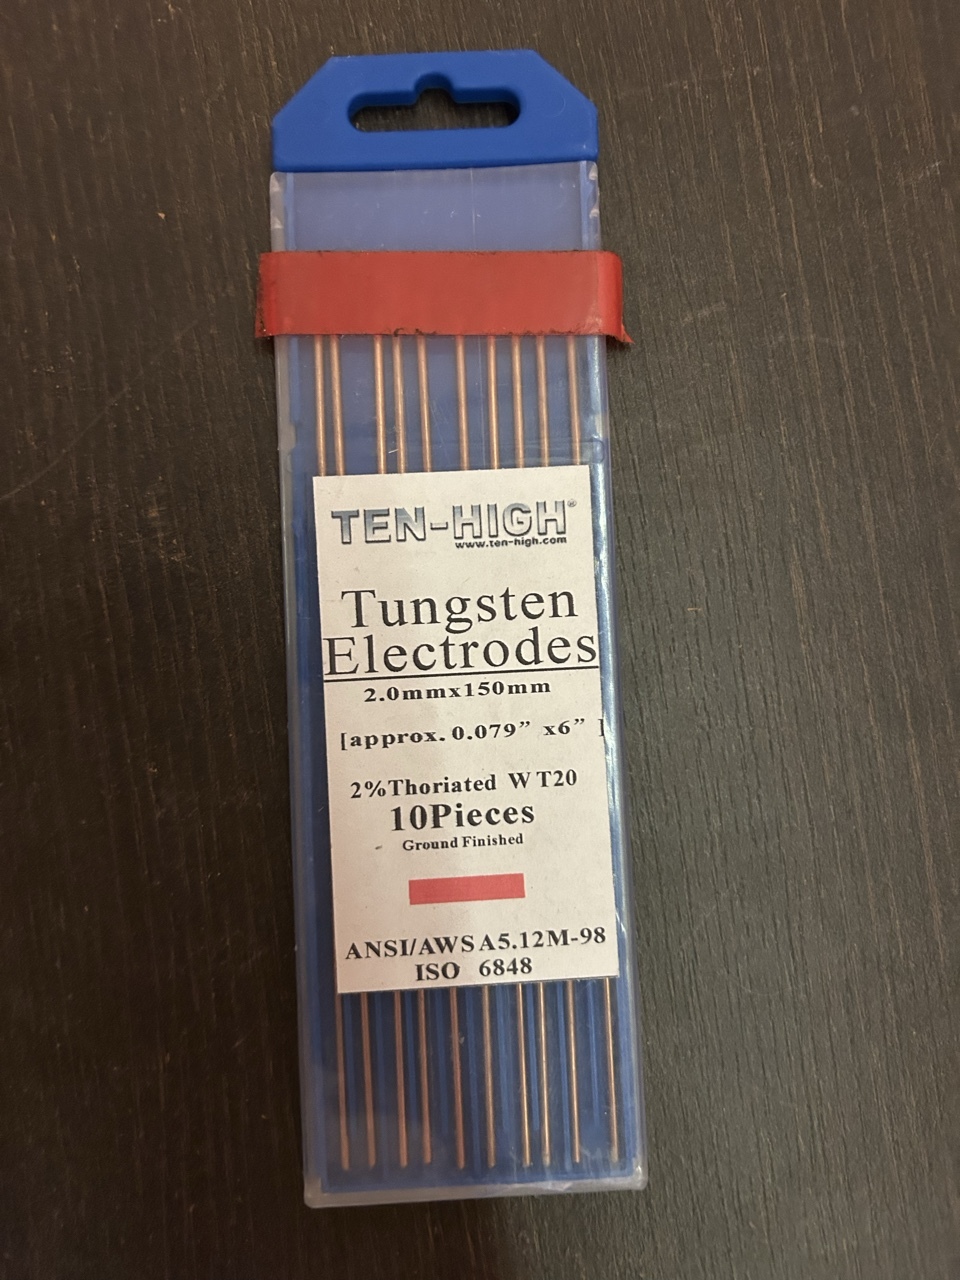 TEN-HIGH®
www.ten-high.com
Tungsten
Electrodes
2.0mmx150mm
[approx. 0.079” x6” ]
2%Thoriated WT20
10Pieces
Ground Finished
ANSI/AWS A5.12M-98
ISO 6848